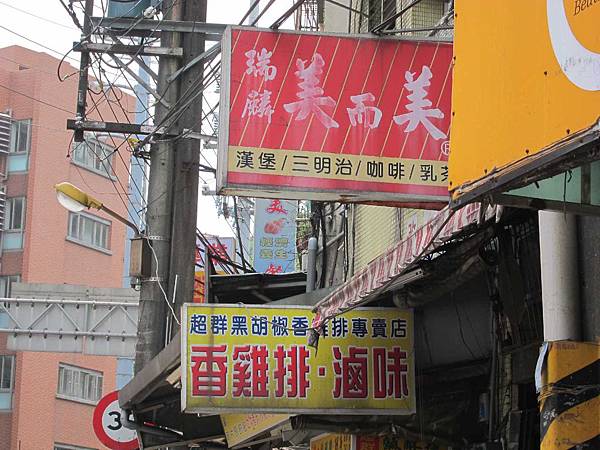 瑞麟 美而美
漢堡/三明治/咖啡/乳
超群黑胡椒香雞排專賣店
香雞排·滷味